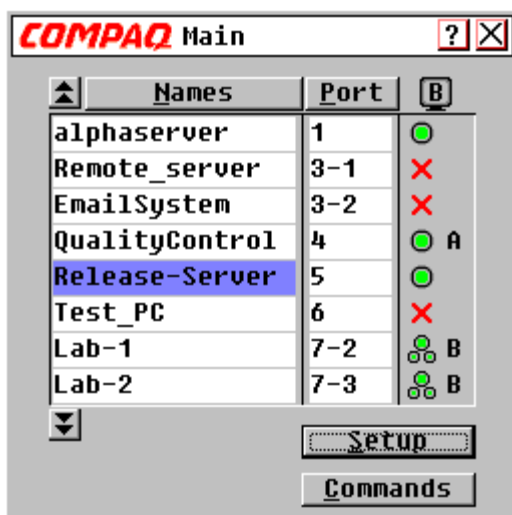 COMPAQ Main ? X
Names Port B
alphaserver 1
Remote_server 3-1
EmailSystem 3-2
QualityControl 4 A
Release-Server 5
Test_PC 6
Lab-1 7-2 B
Lab-2 7-3 B
Setup
Commands